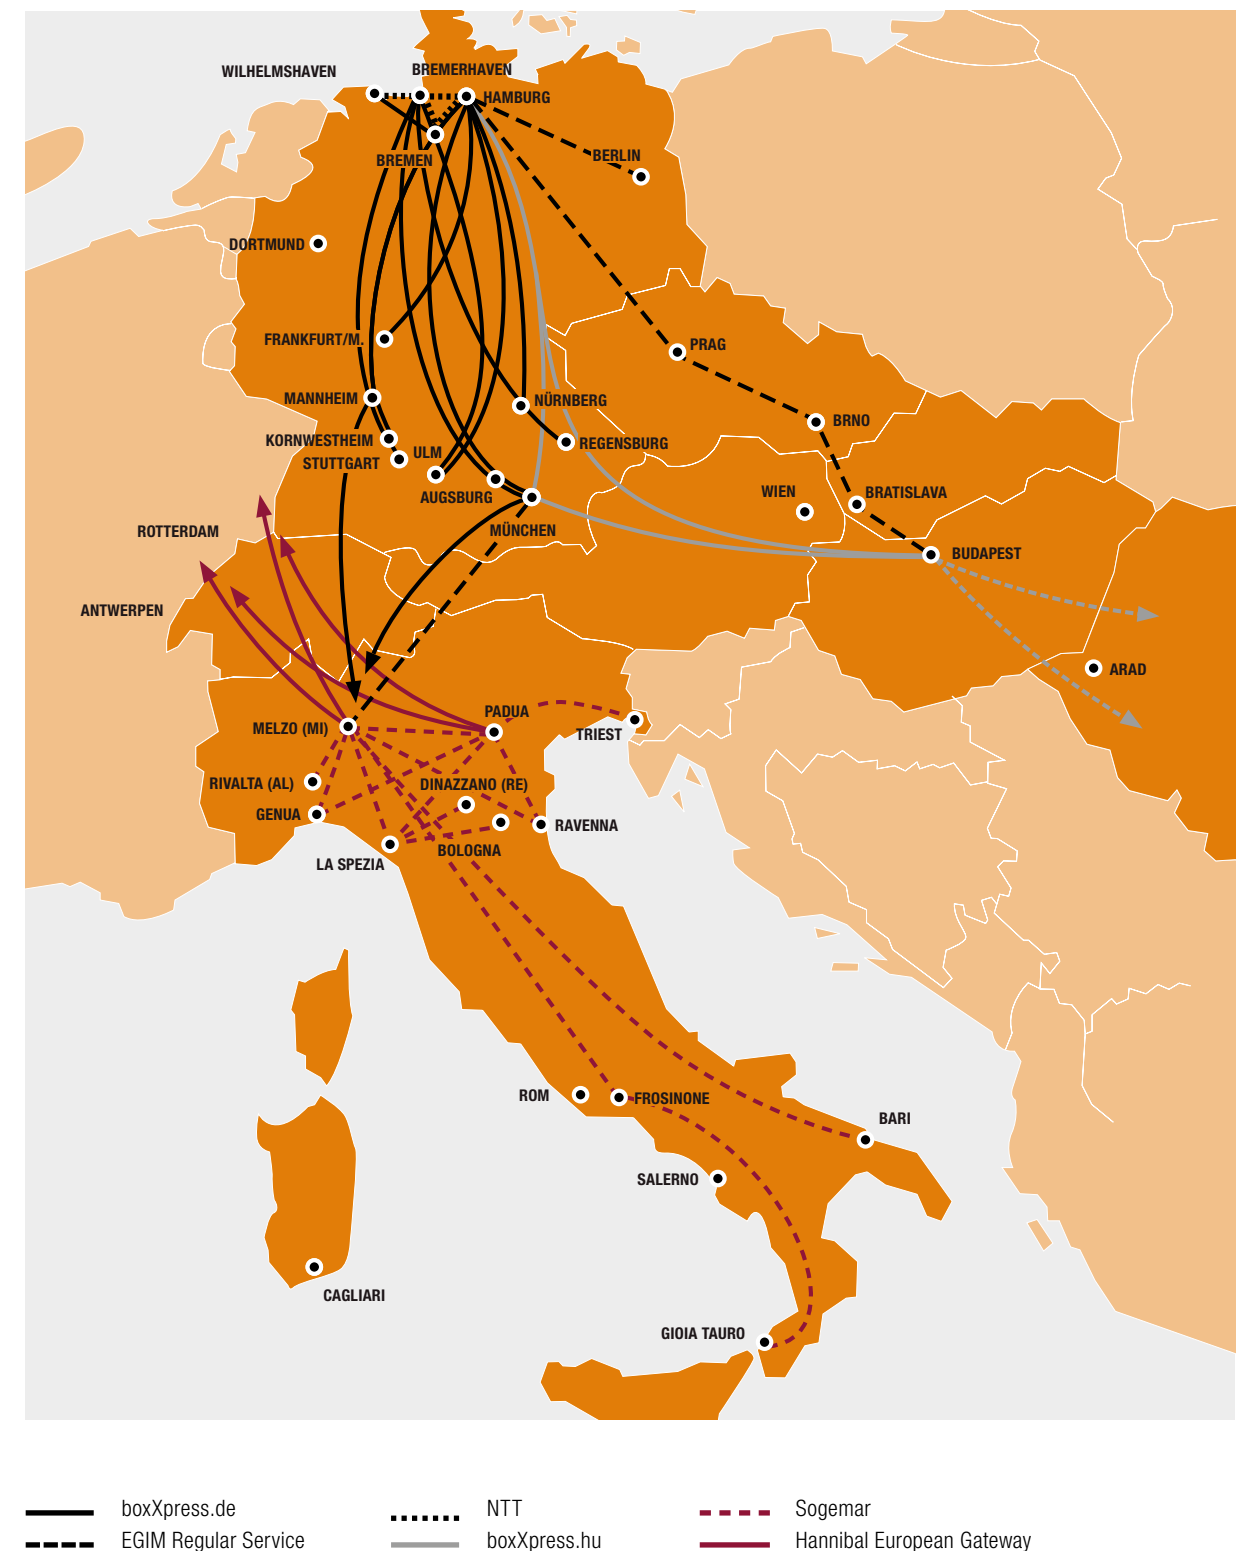 WILHELMSHAVEN
BREMERHAVEN
HAMBURG
BREMEN
BERLIN
DORTMUND
FRANKFURT/M.
PRAG
MANNHEIM
NÜRNBERG
BRNO
KORNWESTHEIM
REGENSBURG
STUTTGART
ULM
AUGSBURG
WIEN
BRATISLAVA
ROTTERDAM
MÜNCHEN
BUDAPEST
ANTWERPEN
ARAD
MELZO (MI)
PADUA
TRIEST
RIVALTA (AL)
DINAZZANO (RE)
GENUA
RAVENNA
LA SPEZIA
BOLOGNA
ROM
FROSINONE
BARI
SALERNO
CAGLIARI
GIOIA TAURO
boxXpress.de
NTT
Sogemar
EGIM Regular Service
boxXpress.hu
Hannibal European Gateway